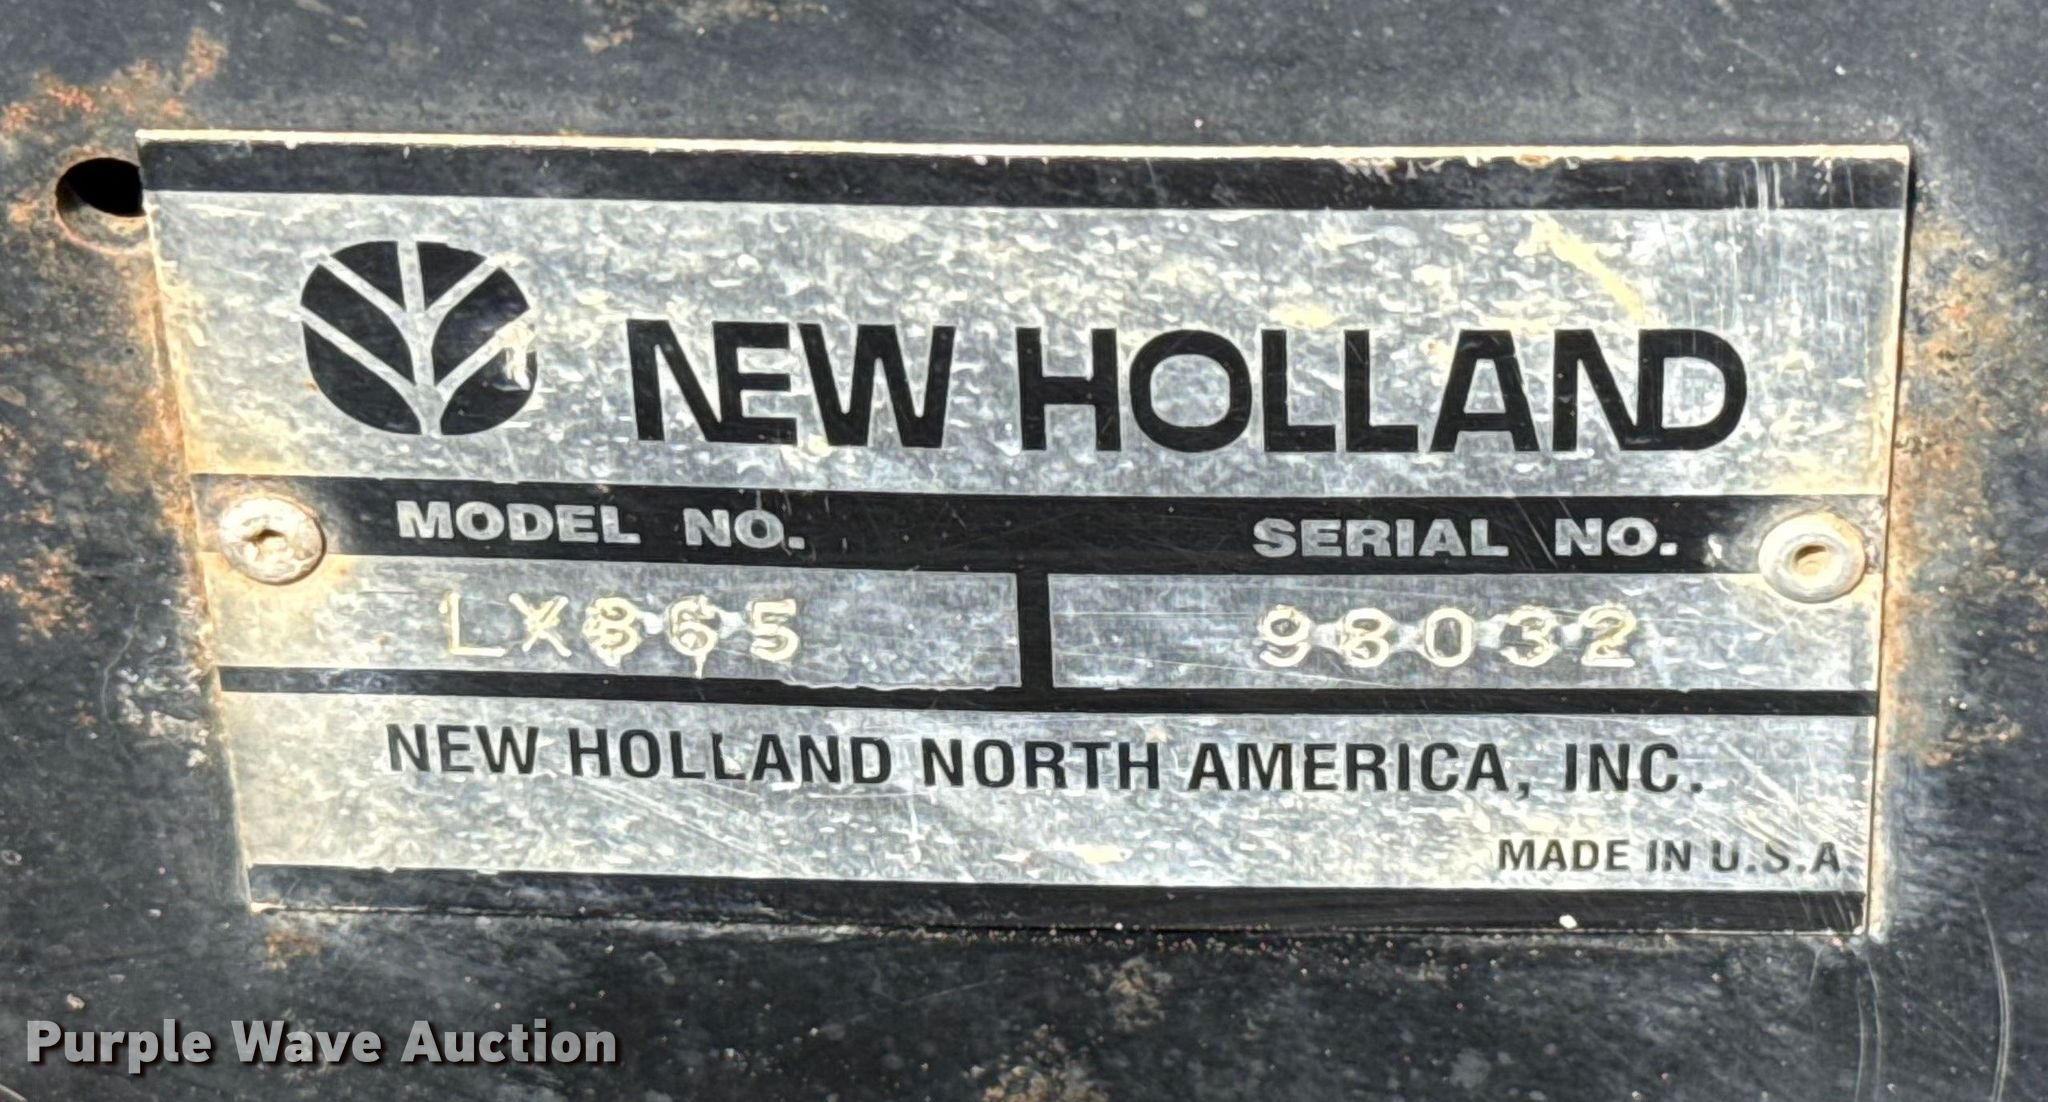 NEW HOLLAND
MODEL NO. SERIAL NO.
LX865 98032
NEW HOLLAND NORTH AMERICA, INC.
MADE IN U.S.A
Purple Wave Auction